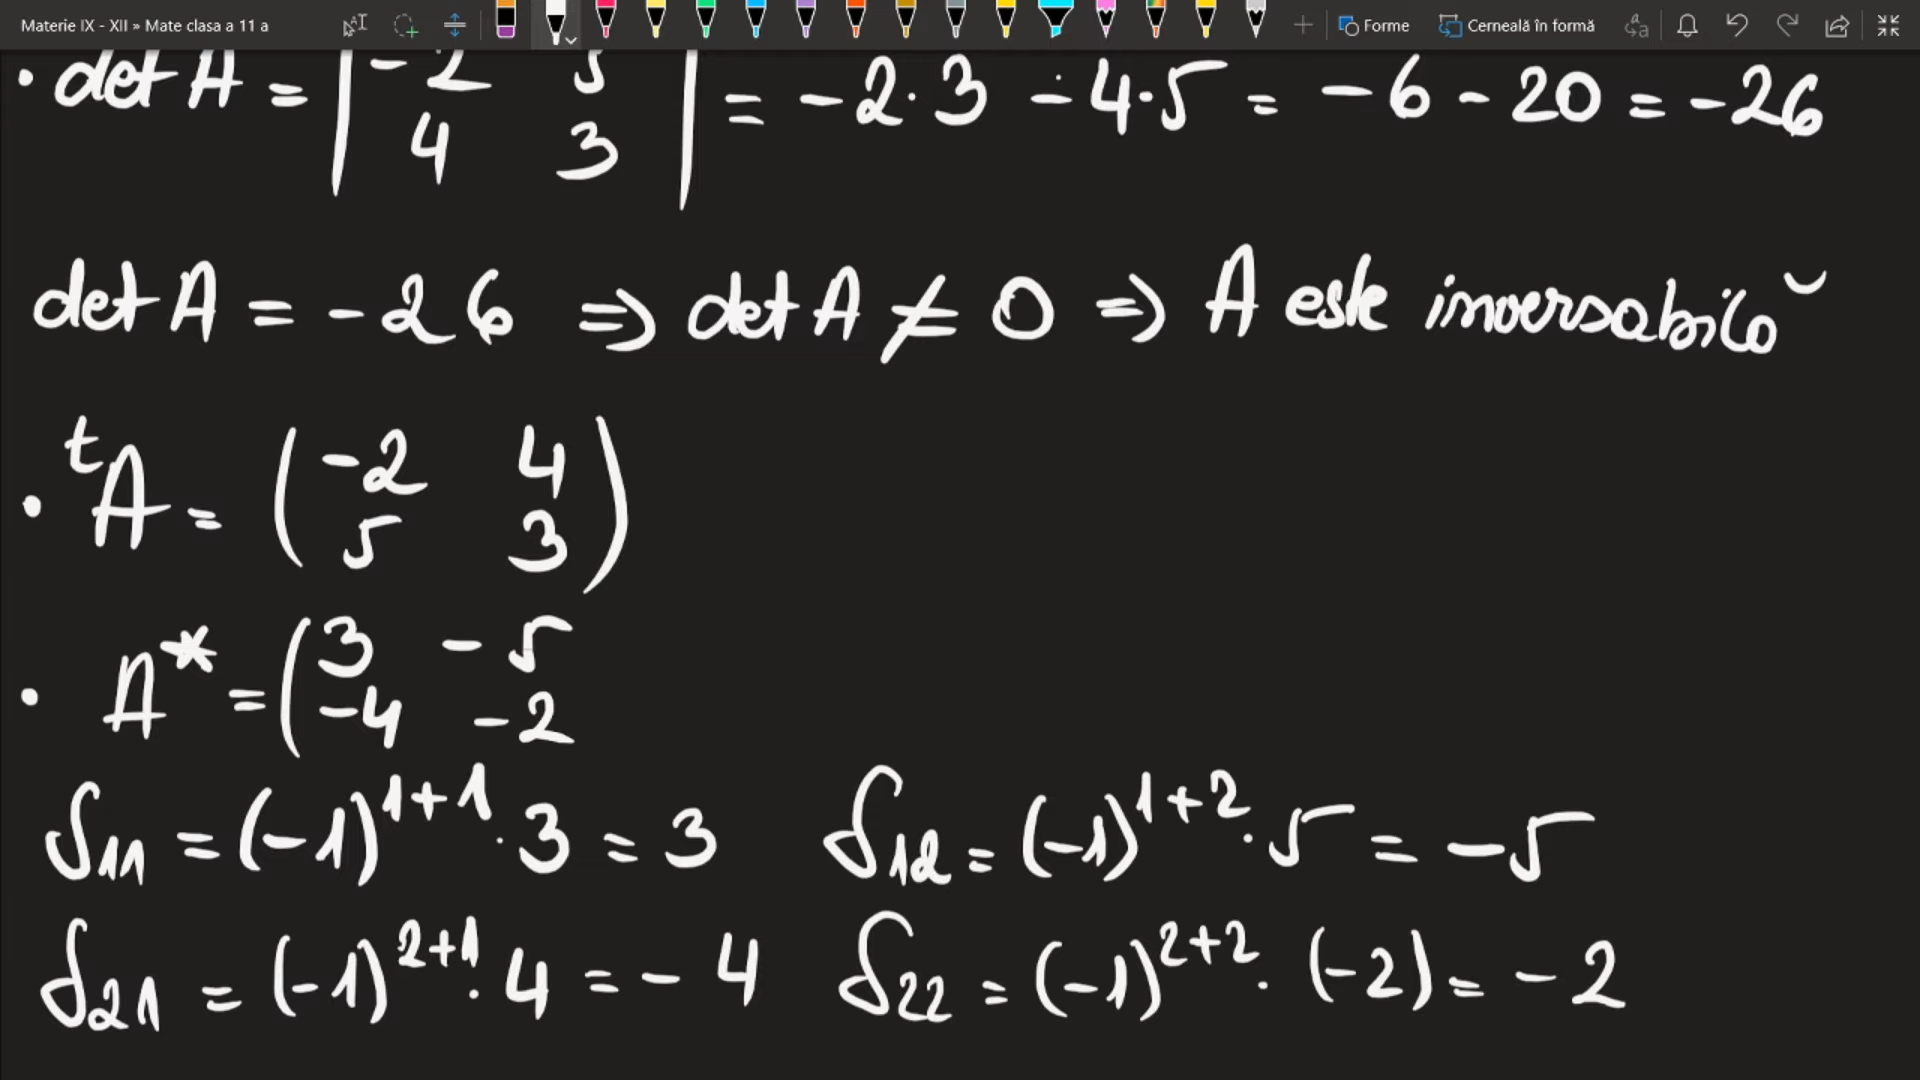 Materie IX - XII » Mate clasa a 11 a Forme Cerneală în formă
• det A = | -2 5 | = -2·3 - 4·5 = -6 - 20 = -26
4 3
det A = -26 => det A ≠ 0 => A este inversabilă
• ᵗA = ( -2 4 )
5 3
• A* = ( 3 -5
-4 -2
δ₁₁ = (-1)¹⁺¹ · 3 = 3 δ₁₂ = (-1)¹⁺² · 5 = -5
δ₂₁ = (-1)²⁺¹ · 4 = -4 δ₂₂ = (-1)²⁺² · (-2) = -2